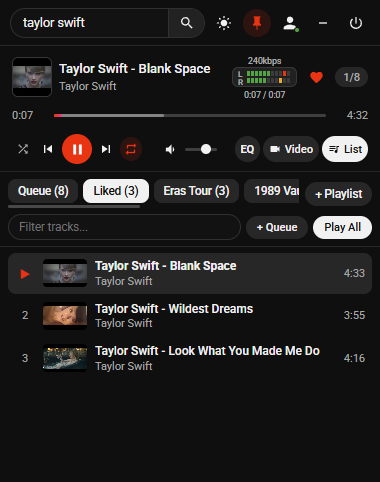 taylor swift
Taylor Swift - Blank Space
Taylor Swift
240kbps
L
R
0:07 / 0:07
1/8
0:07
4:32
EQ
Video
List
Queue (8)
Liked (3)
Eras Tour (3)
1989 Vau
+ Playlist
Filter tracks...
+ Queue
Play All
Taylor Swift - Blank Space
Taylor Swift
4:33
2
Taylor Swift - Wildest Dreams
Taylor Swift
3:55
3
Taylor Swift - Look What You Made Me Do
Taylor Swift
4:16